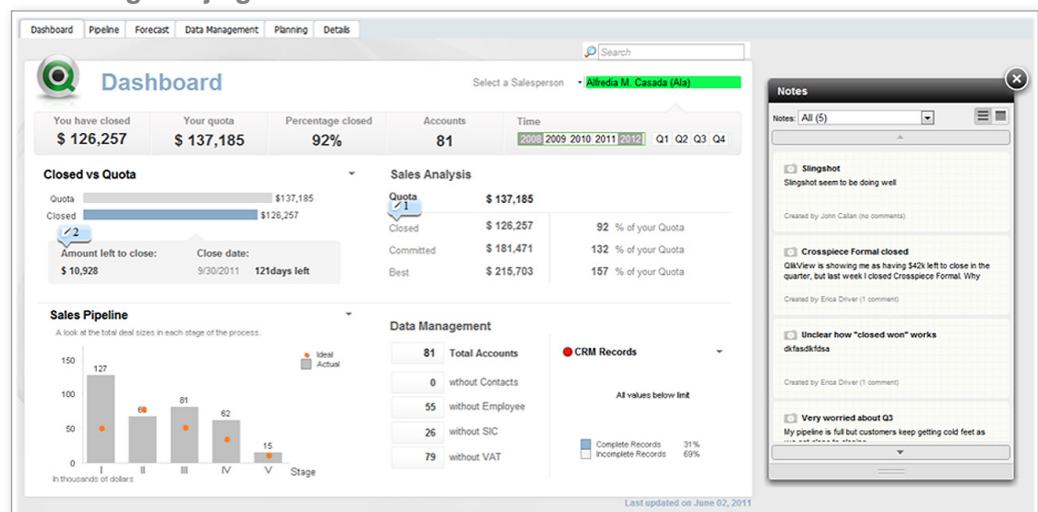 Dashboard Pipeline Forecast Data Management Planning Details
Search
Dashboard
Select a Salesperson Alfredia M. Casada (Ala)
You have closed Your quota Percentage closed Accounts Time
$ 126,257 $ 137,185 92% 81 2008 2009 2010 2011 2012 Q1 Q2 Q3 Q4
Closed vs Quota
Quota $137,185
Closed $126,257
2
Amount left to close: Close date:
$ 10,928 9/30/2011 121days left
Sales Analysis
Quota $ 137,185
1
Closed $ 126,257 92 % of your Quota
Committed $ 181,471 132 % of your Quota
Best $ 215,703 157 % of your Quota
Sales Pipeline
A look at the total deal sizes in each stage of the process.
Ideal
Actual
150
127
100
81
62
50
15
0
I II III IV V Stage
In thousands of dollars
Data Management
81 Total Accounts
0 wthout Contacts
55 without Employee
26 without SIC
79 without VAT
CRM Records
All values below limit
Complete Records 31%
Incomplete Records 69%
Last updated on June 02, 2011
Notes
Notes: All (5)
Slingshot
Slingshot seem to be doing well
Created by John Callan (no comments)
Crosspiece Formal closed
QlikView is showing me as having $42k left to close in the
quarter, but last week I closed Crosspiece Formal. Why
Created by Erica Driver (1 comment)
Unclear how "closed won" works
dkfasdkfdsa
Created by Erica Driver (1 comment)
Very worried about Q3
My pipeline is full but customers keep getting cold feet as